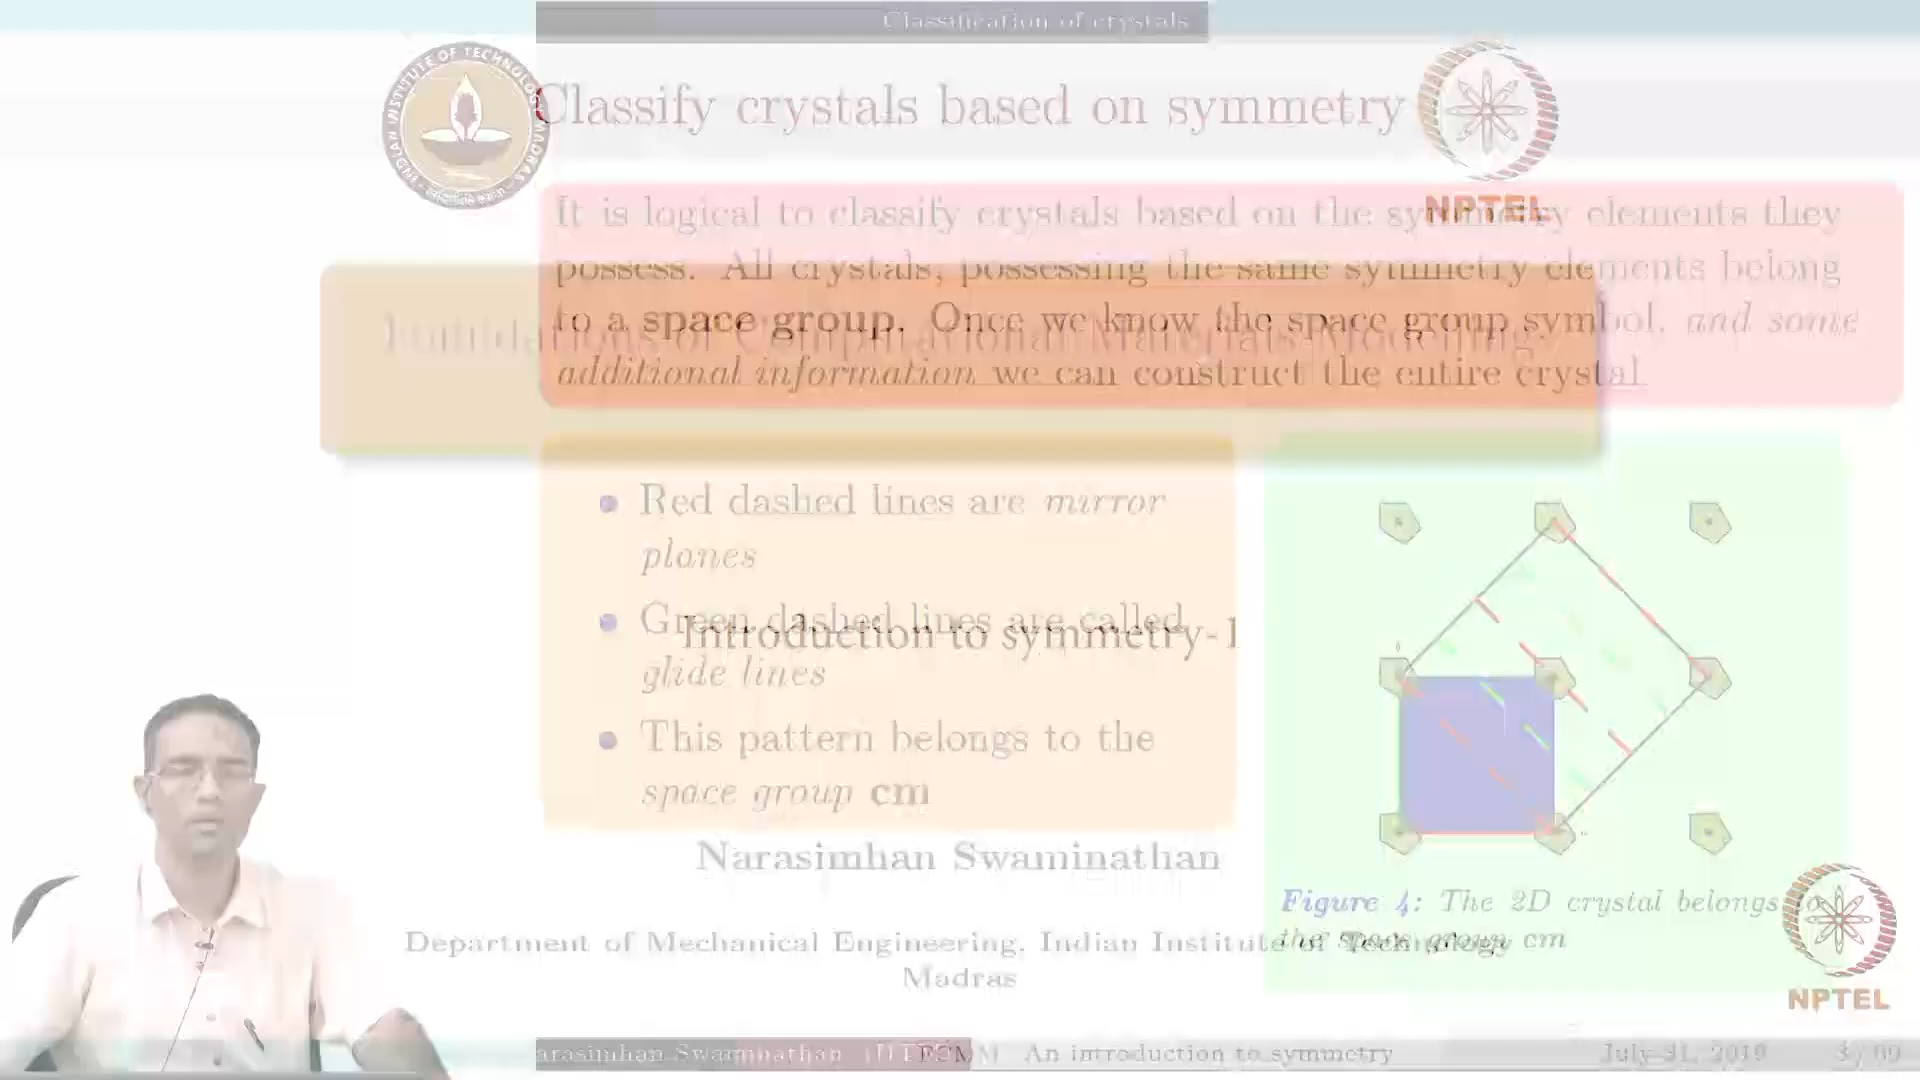 Classification of crystals
INDIAN INSTITUTE OF TECHNOLOGY MADRAS
Classify crystals based on symmetry
NPTEL
It is logical to classify crystals based on the symmetry elements they
possess. All crystals, possessing the same symmetry elements belong
to a space group. Once we know the space group symbol, and some
additional information we can construct the entire crystal
Foundations of Computational Materials Modelling
Red dashed lines are mirror
planes
Green dashed lines are called
glide lines
This pattern belongs to the
space group cm
Introduction to symmetry-1
Narasimhan Swaminathan
Department of Mechanical Engineering, Indian Institute of Technology
Madras
Figure 4: The 2D crystal belongs to
the space group cm
NPTEL
Narasimhan Swaminathan
An introduction to symmetry
July 31, 2019